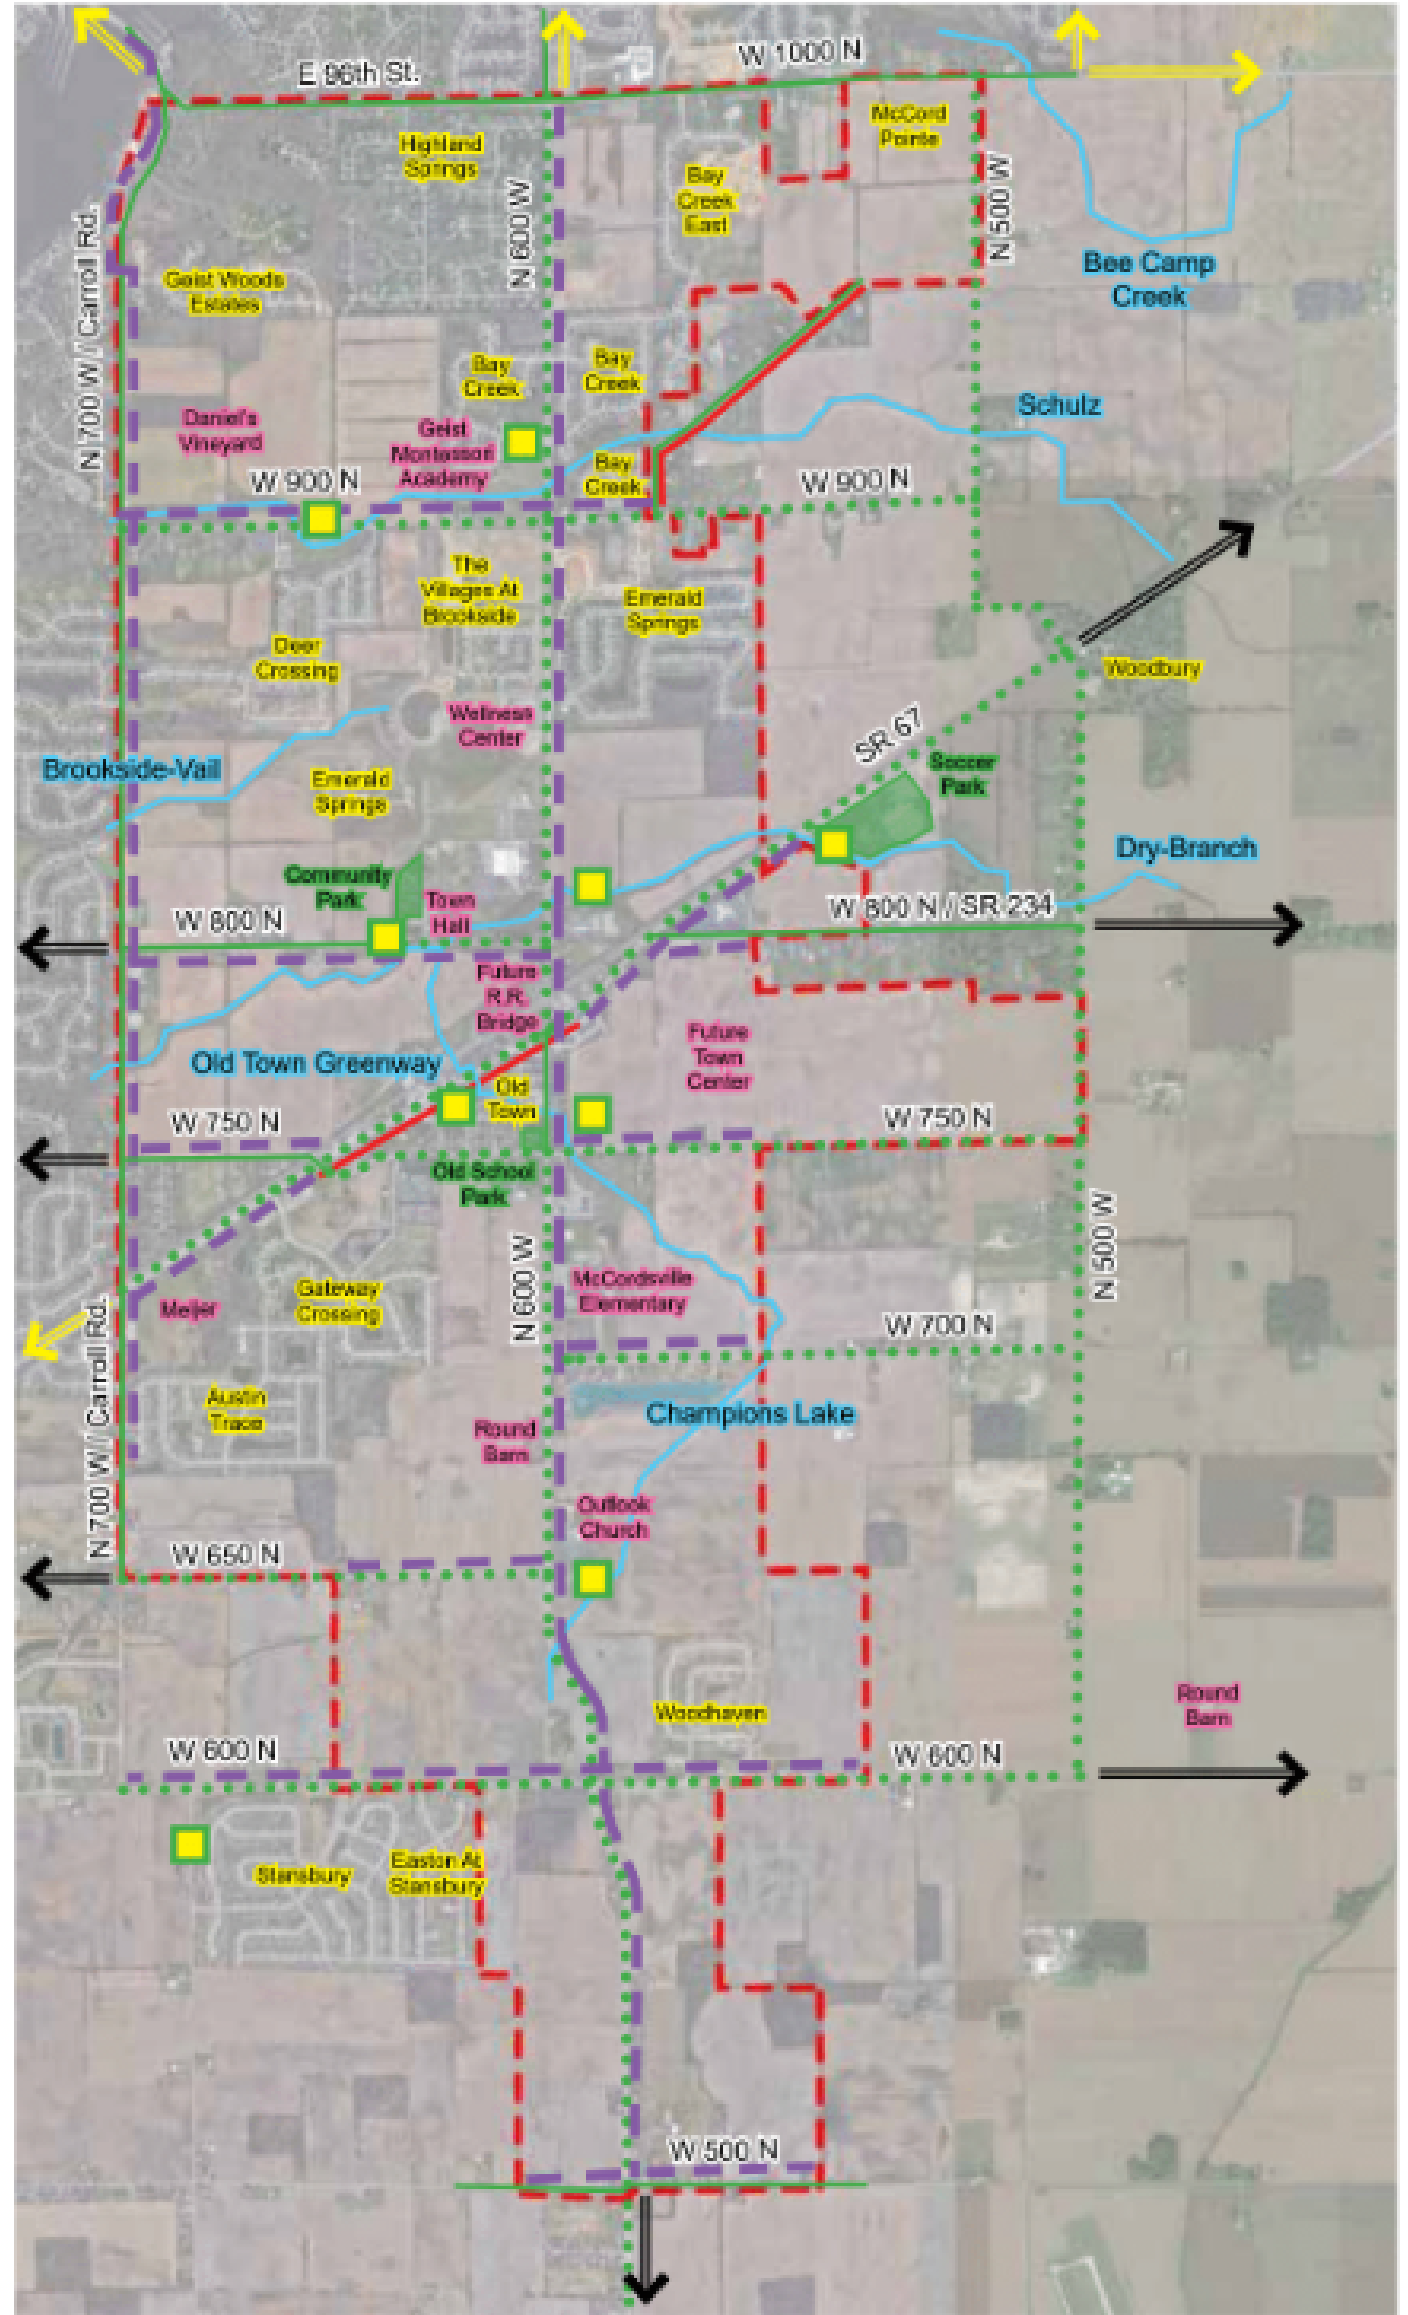 W 1000 N
E 96th St.
McCord
Pointe
Highland
Springs
Bay
Creek
East
N 600 W
N 500 W
N 700 W / Carroll Rd.
Geist Woods
Estates
Bee Camp
Creek
Bay
Creek
Bay
Creek
Schulz
Daniel's
Vineyard
Geist
Montessori
Academy
Bay
Creek
W 900 N
W 900 N
The
Villages At
Brookside
Emerald
Springs
Deer
Crossing
Woodbury
Wellness
Center
SR 67
Soccer
Park
Brookside-Vail
Emerald
Springs
Dry-Branch
Community
Park
Town
Hall
W 800 N
W 800 N / SR 234
Future
R.R.
Bridge
Future
Town
Center
Old Town Greenway
Old
Town
W 750 N
W 750 N
Old School
Park
N 600 W
N 500 W
McCordsville
Elementary
Gateway
Crossing
Meijer
W 700 N
N 700 W / Carroll Rd.
Austin
Trace
Champions Lake
Round
Barn
Outlook
Church
W 650 N
Round
Barn
Woodhaven
W 600 N
W 600 N
Easton At
Stansbury
Stansbury
W 500 N